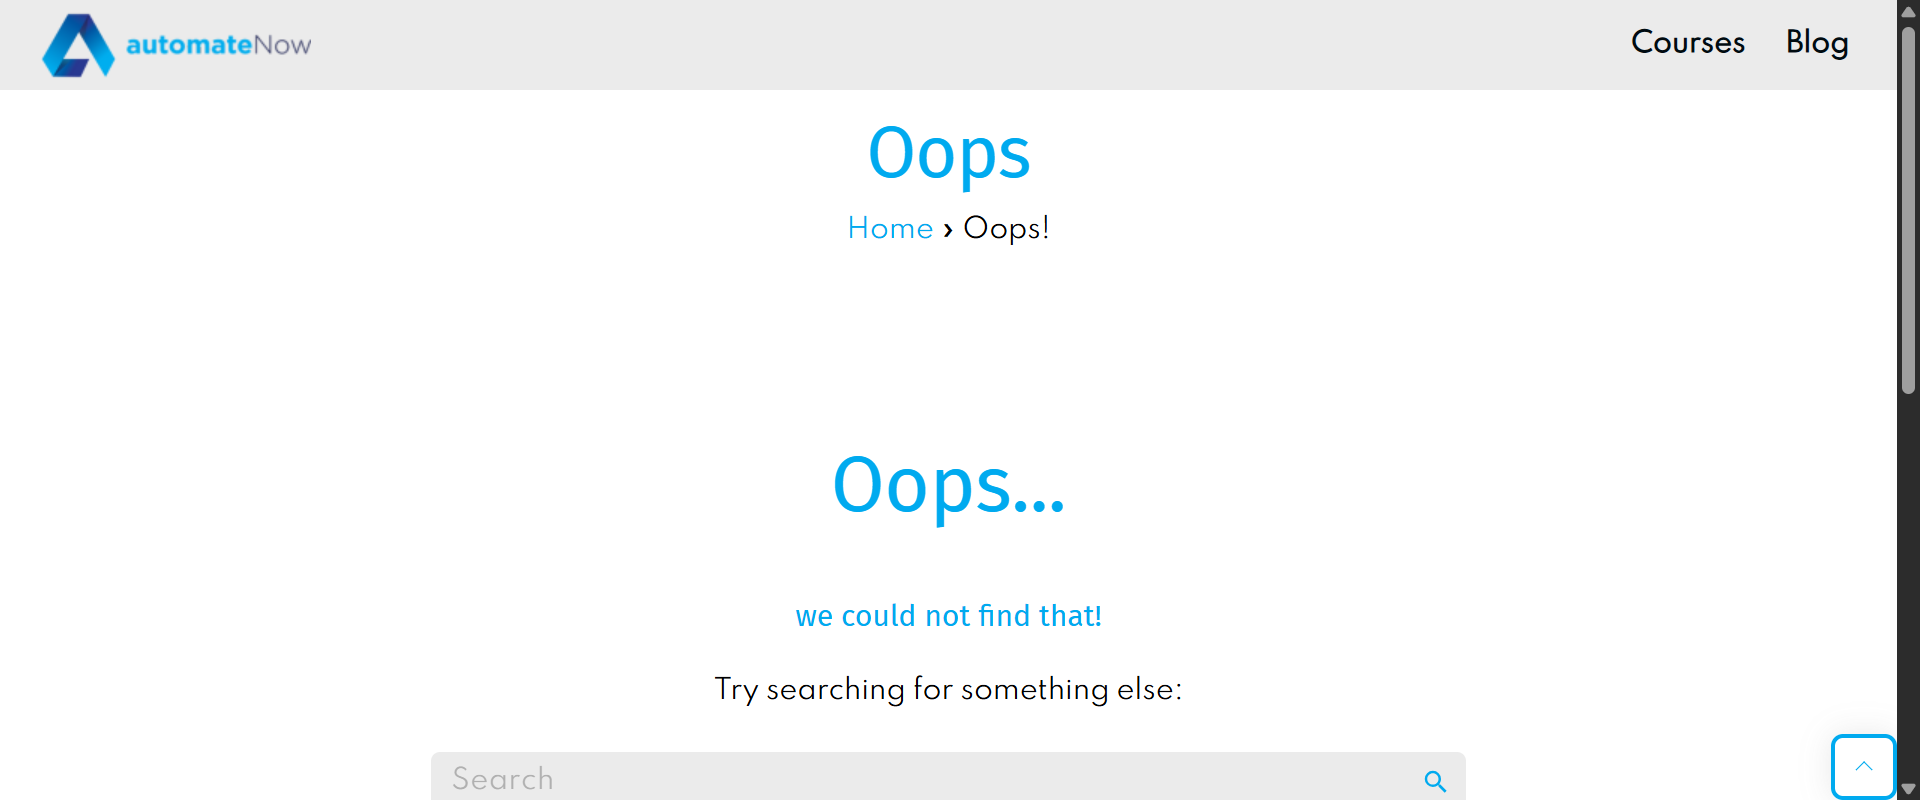 automateNow
Courses Blog
Oops
Home › Oops!
Oops...
we could not find that!
Try searching for something else:
Search